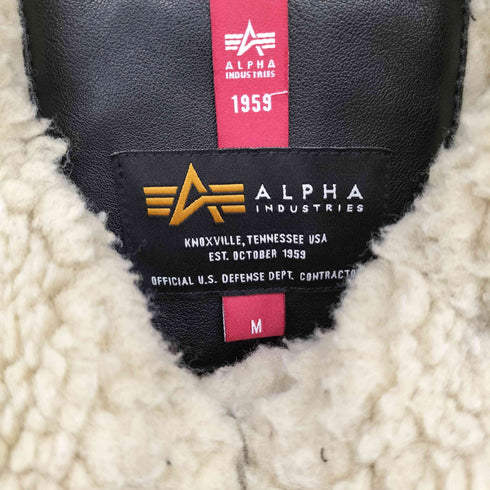 ALPHA
INDUSTRIES
1959
ALPHA
INDUSTRIES
KNOXVILLE, TENNESSEE USA
EST. OCTOBER 1959
OFFICIAL U.S. DEFENSE DEPT. CONTRACTOR
M